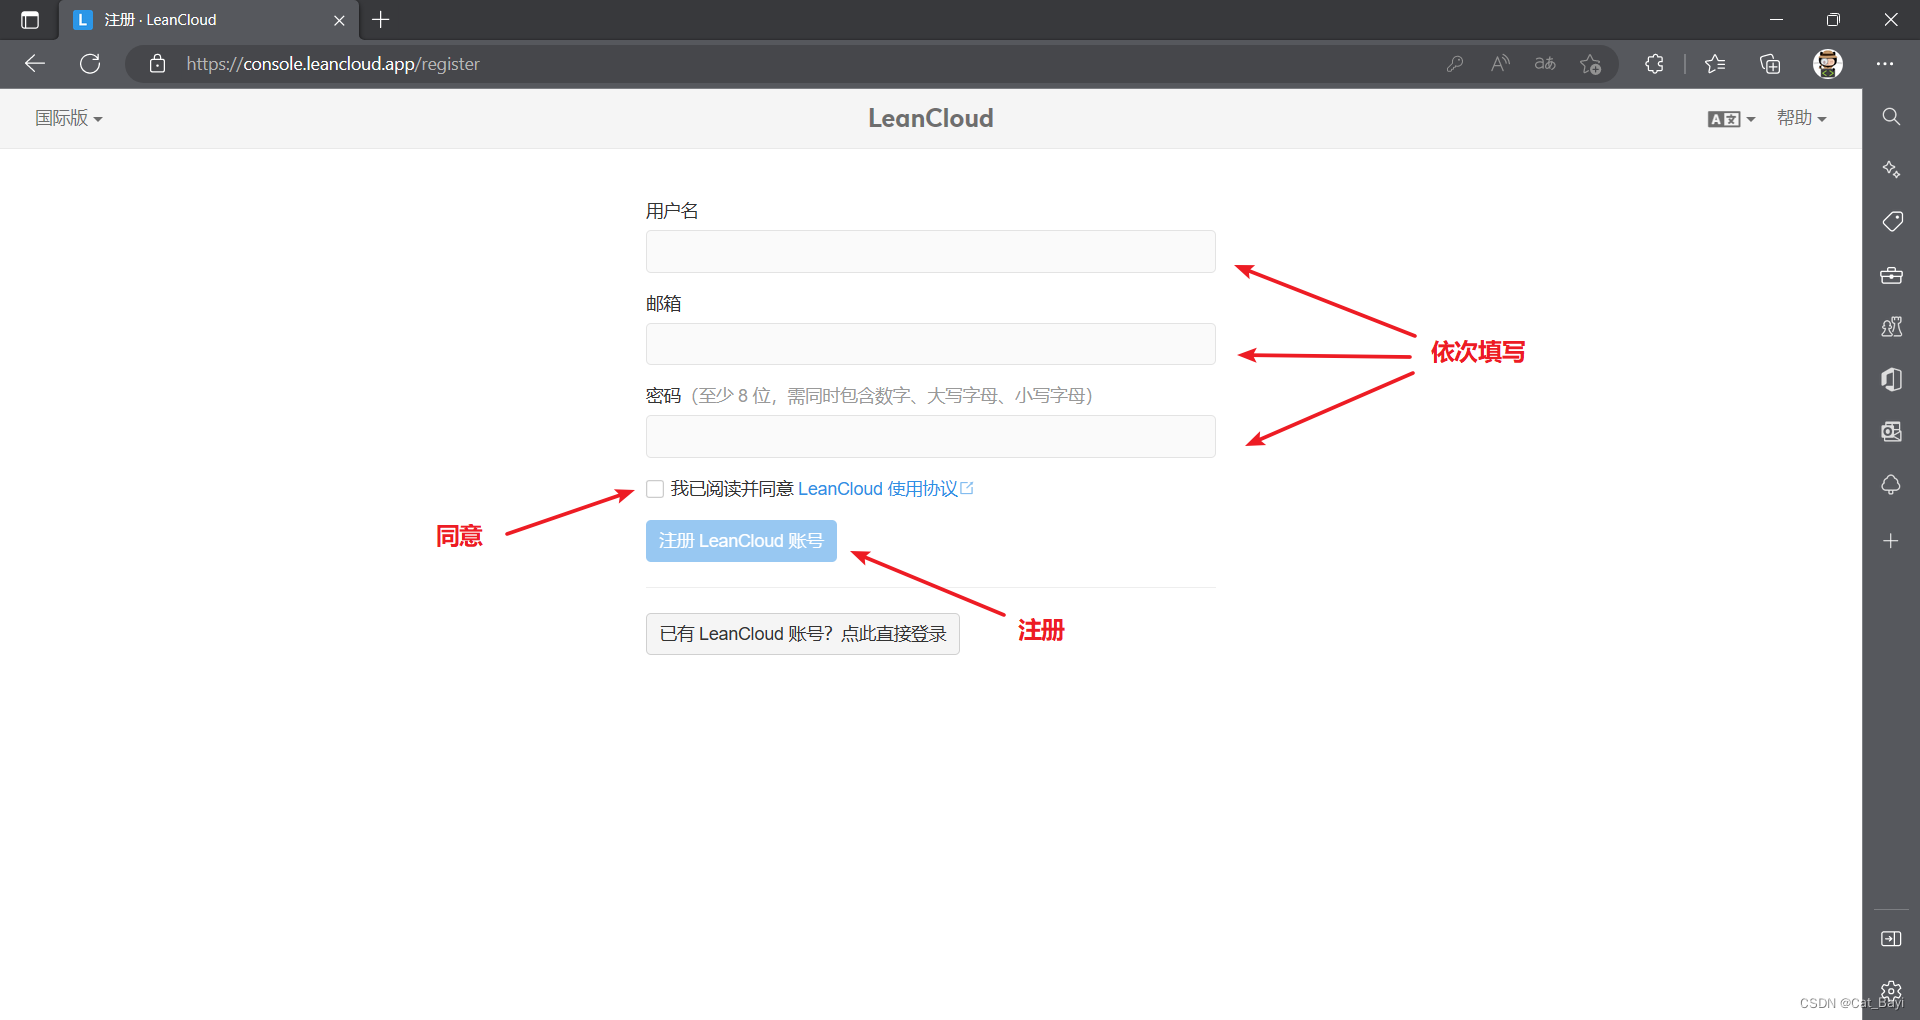 注册 · LeanCloud
https://console.leancloud.app/register
国际版
LeanCloud
帮助
用户名
邮箱
依次填写
密码（至少 8 位，需同时包含数字、大写字母、小写字母）
我已阅读并同意 LeanCloud 使用协议
同意
注册 LeanCloud 账号
注册
已有 LeanCloud 账号？点此直接登录
CSDN @Cat_Bayi